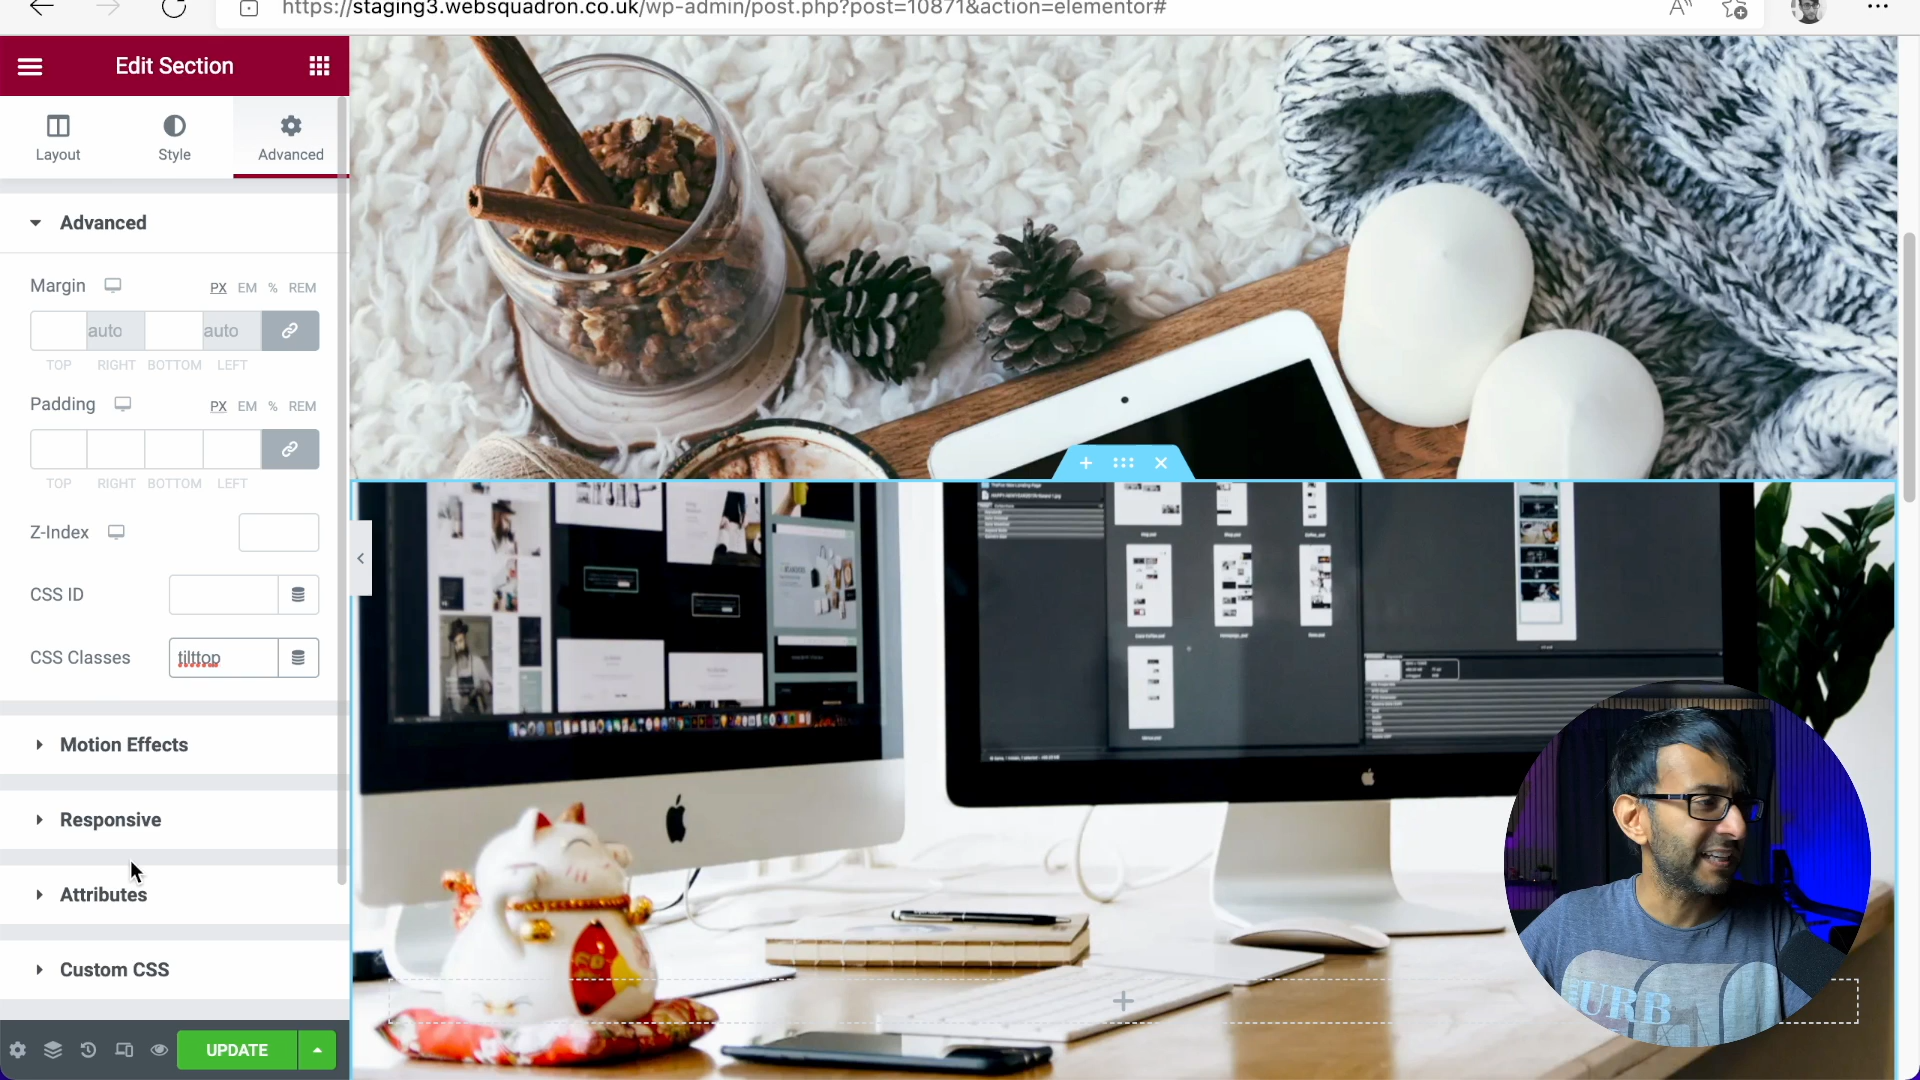 https://staging3.websquadron.co.uk/wp-admin/post.php?post=10871&action=elementor#
Edit Section
Layout
Style
Advanced
Advanced
Margin
PX EM % REM
auto
auto
TOP RIGHT BOTTOM LEFT
Padding
PX EM % REM
TOP RIGHT BOTTOM LEFT
Z-Index
CSS ID
CSS Classes
tilttop
Motion Effects
Responsive
Attributes
Custom CSS
UPDATE
URB